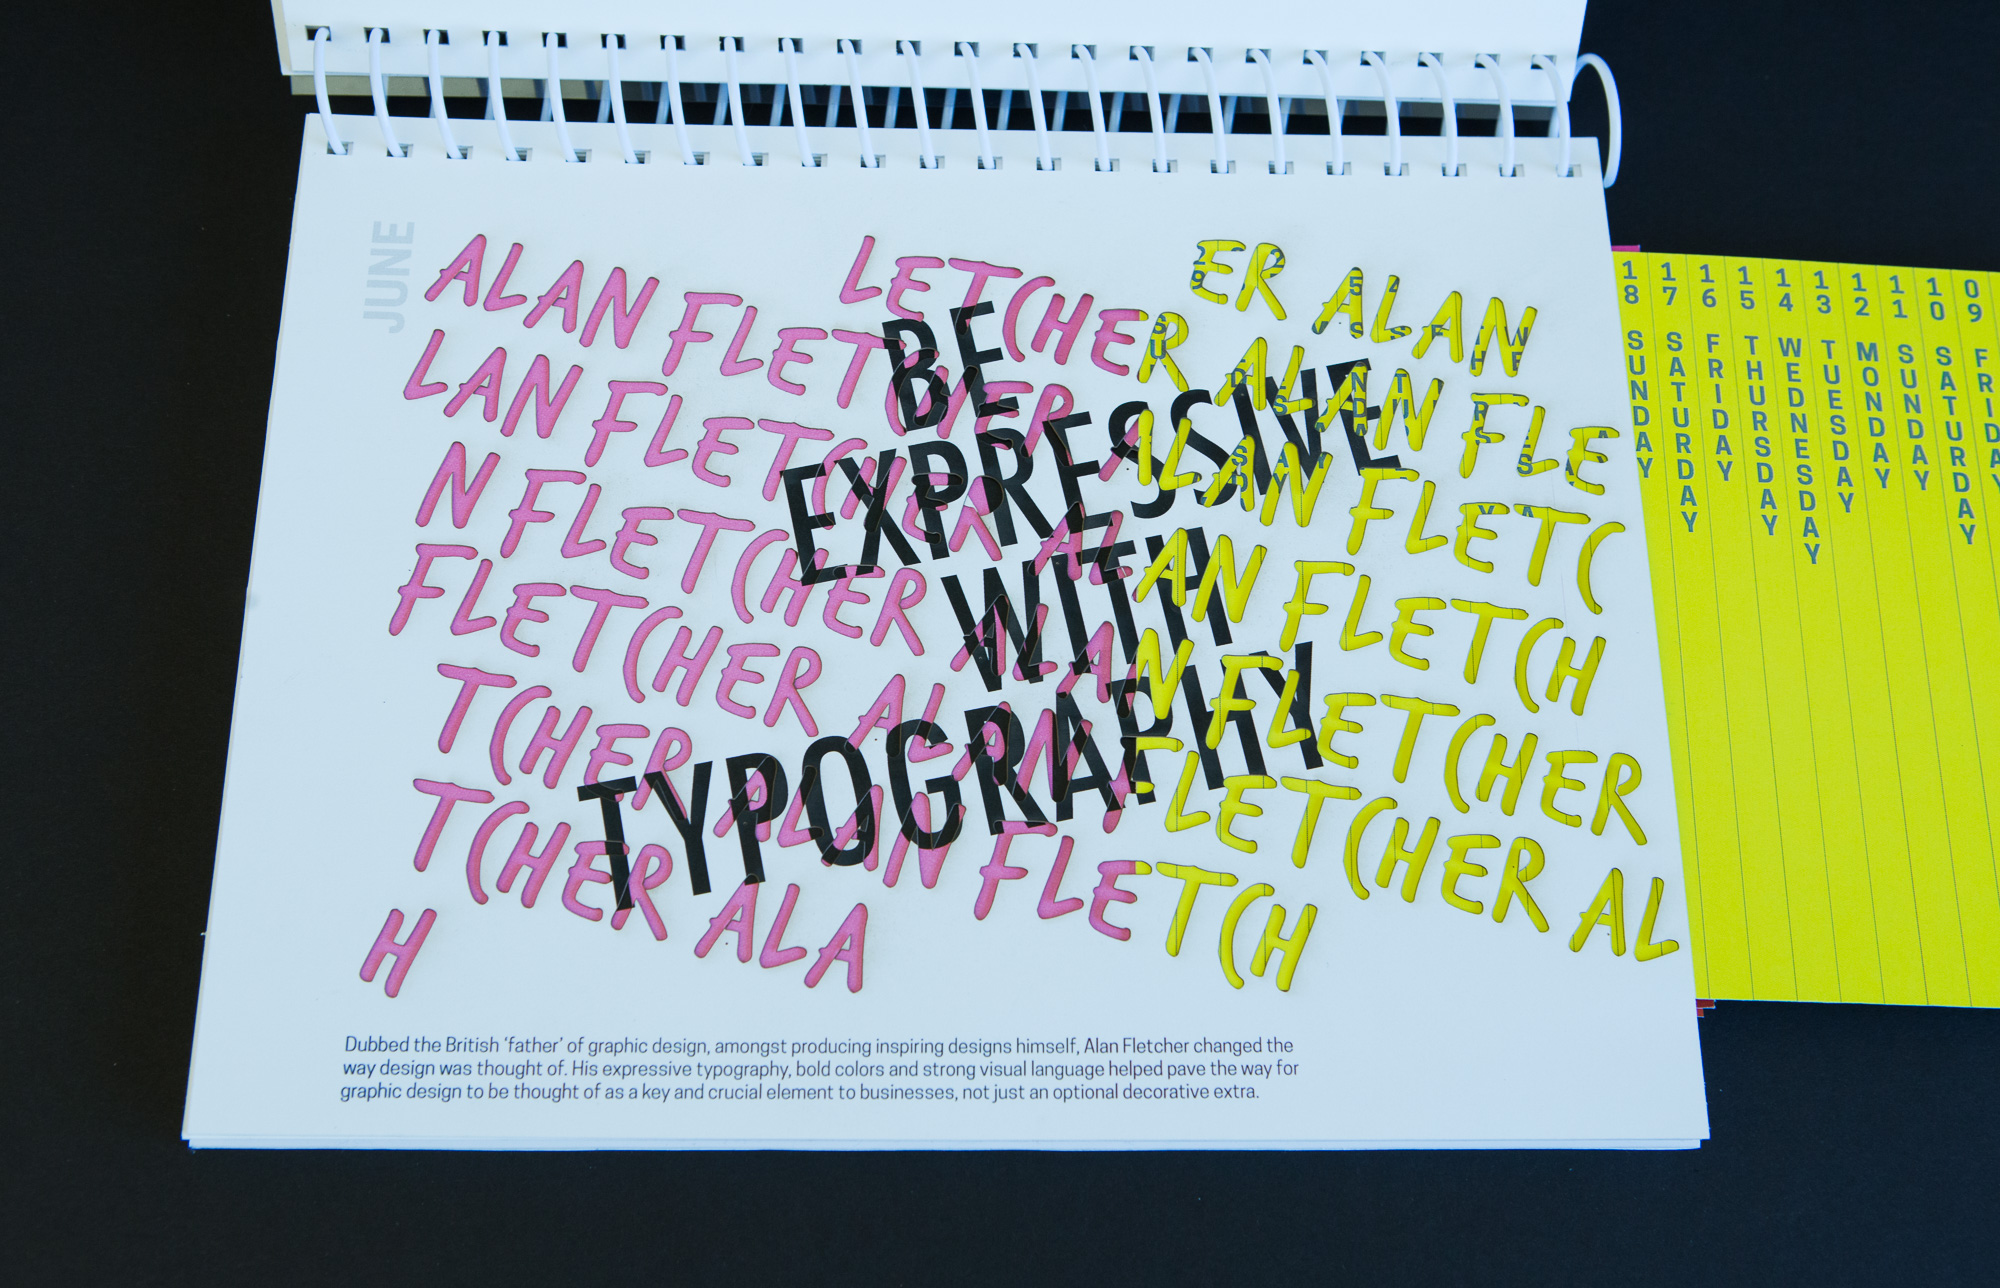 JUNE
ALAN FLETCHER ALAN FLETC
LETCHER ALAN FLE
ER ALAN
LAN FLETCHER ALAN FLETC
N FLETCHER ALAN FLETCH
FLETCHER ALAN FLETCHER
TCHER ALAN FLETCHER AL
TCHER ALA
N FLETCH
H
BE
EXPRESSIVE
WITH
TYPOGRAPHY
Dubbed the British ‘father’ of graphic design, amongst producing inspiring designs himself, Alan Fletcher changed the
way design was thought of. His expressive typography, bold colors and strong visual language helped pave the way for
graphic design to be thought of as a key and crucial element to businesses, not just an optional decorative extra.
18 SUNDAY
17 SATURDAY
16 FRIDAY
15 THURSDAY
14 WEDNESDAY
13 TUESDAY
12 MONDAY
11 SUNDAY
10 SATURDAY
09 FRIDA